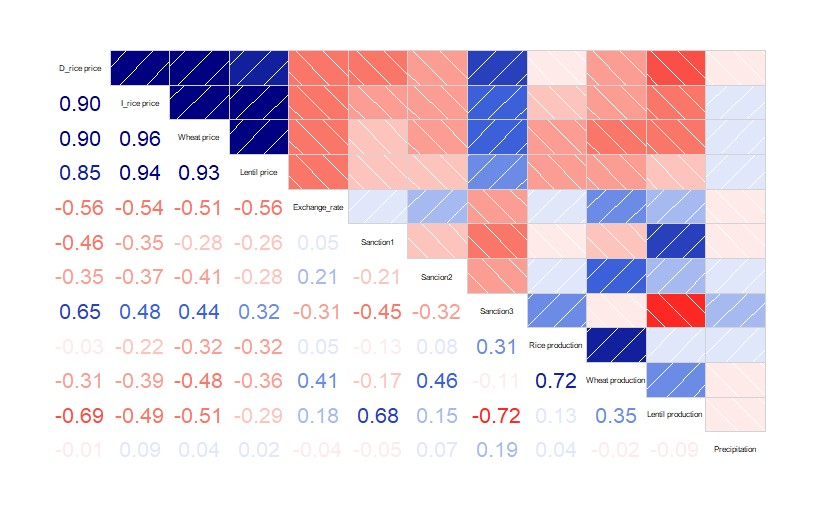 D_rice price
0.90 I_rice price
0.90 0.96 Wheat price
0.85 0.94 0.93 Lentil price
-0.56 -0.54 -0.51 -0.56 Exchange_rate
-0.46 -0.35 -0.28 -0.26 0.05 Sanction1
-0.35 -0.37 -0.41 -0.28 0.21 -0.21 Sancion2
0.65 0.48 0.44 0.32 -0.31 -0.45 -0.32 Sanction3
-0.03 -0.22 -0.32 -0.32 0.05 -0.13 0.08 0.31 Rice production
-0.31 -0.39 -0.48 -0.36 0.41 -0.17 0.46 -0.11 0.72 Wheat production
-0.69 -0.49 -0.51 -0.29 0.18 0.68 0.15 -0.72 0.13 0.35 Lentil production
-0.01 0.09 0.04 0.02 -0.04 -0.05 0.07 0.19 0.04 -0.02 -0.09 Precipitation